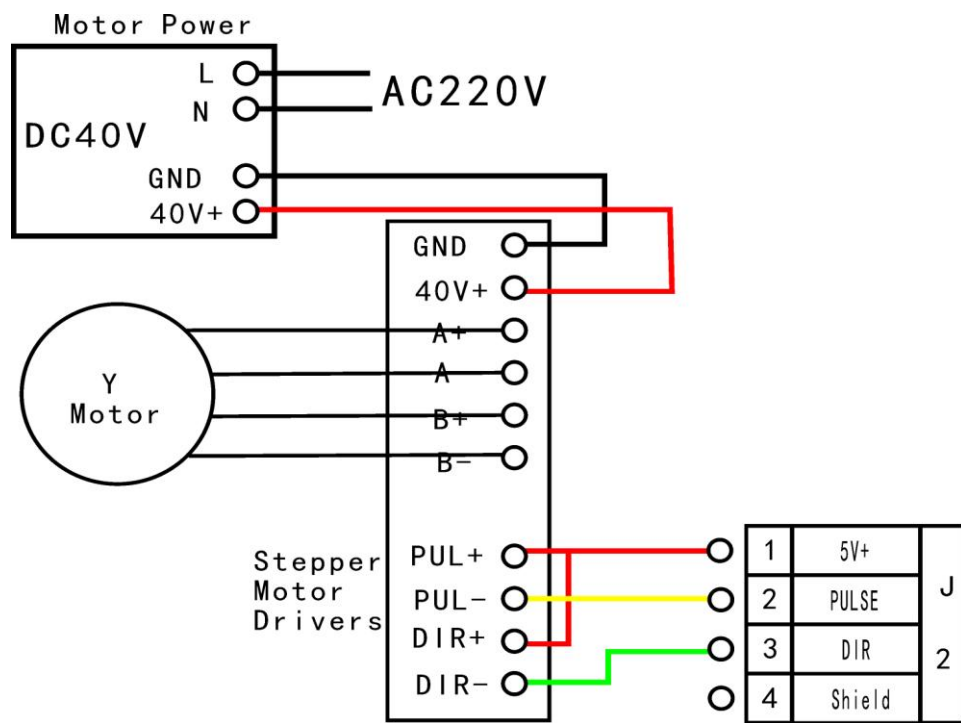 Motor Power
L
N
AC220V
DC40V
GND
40V+
GND
40V+
A+
A
B+
B-
Y
Motor
Stepper
Motor
Drivers
PUL+
PUL-
DIR+
DIR-
1 5V+
2 PULSE
3 DIR
4 Shield
J
2